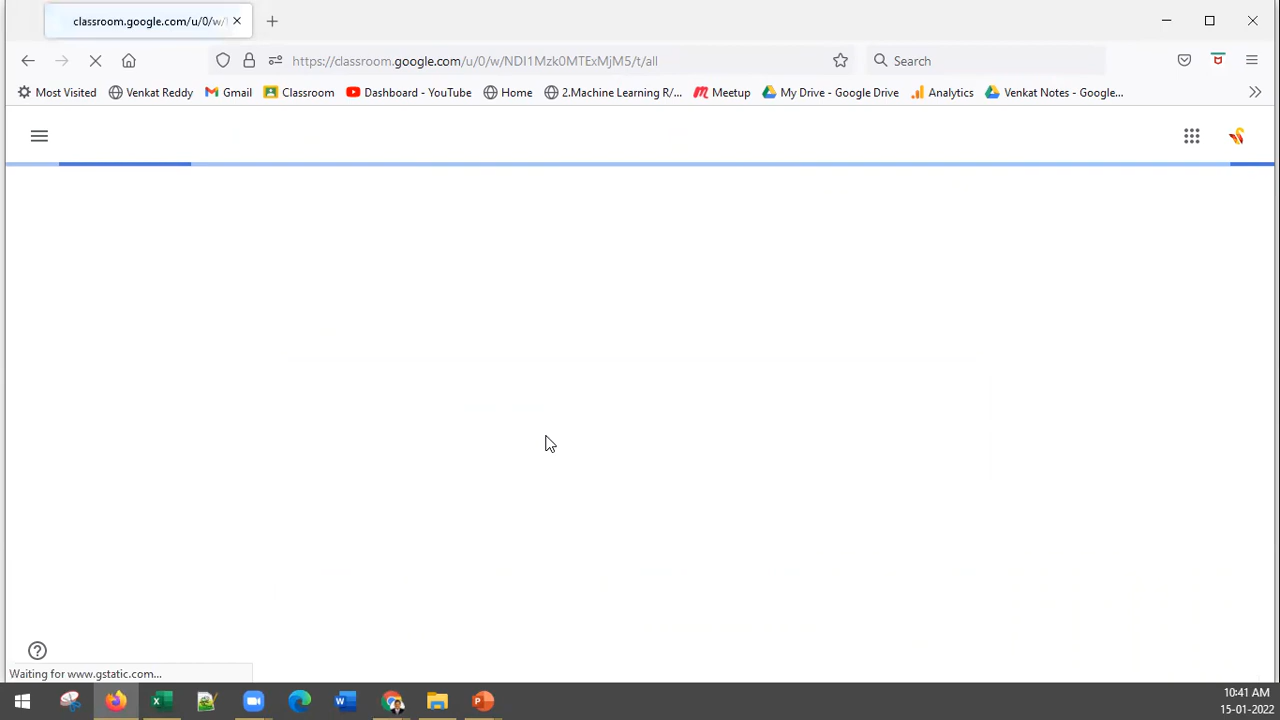 classroom.google.com/u/0/w/
https://classroom.google.com/u/0/w/NDI1Mzk0MTExMjM5/t/all
Search
Most Visited
Venkat Reddy
Gmail
Classroom
Dashboard - YouTube
Home
2.Machine Learning R/...
Meetup
My Drive - Google Drive
Analytics
Venkat Notes - Google...
Waiting for www.gstatic.com...
10:41 AM
15-01-2022